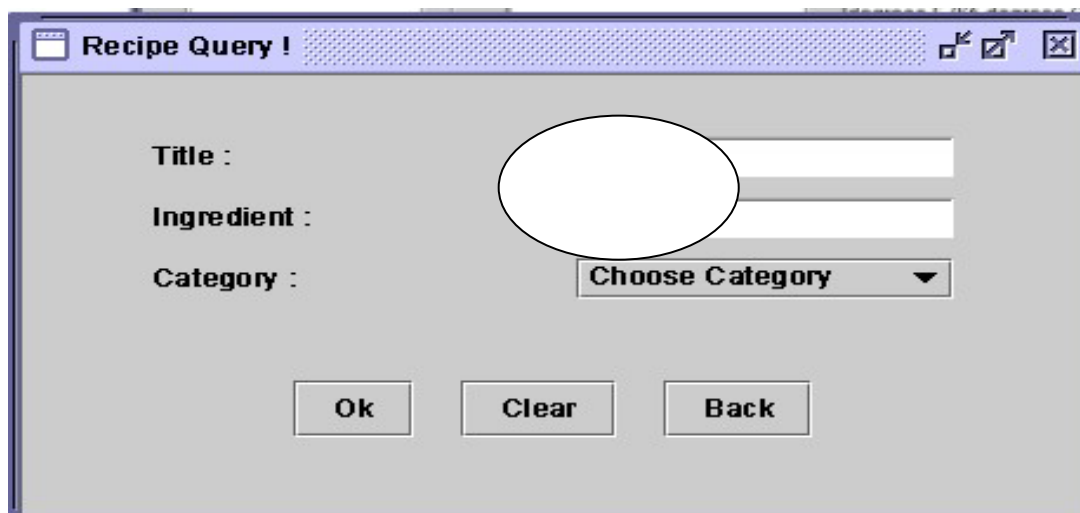 Recipe Query !
Title :
Ingredient :
Category :
Choose Category
Ok
Clear
Back